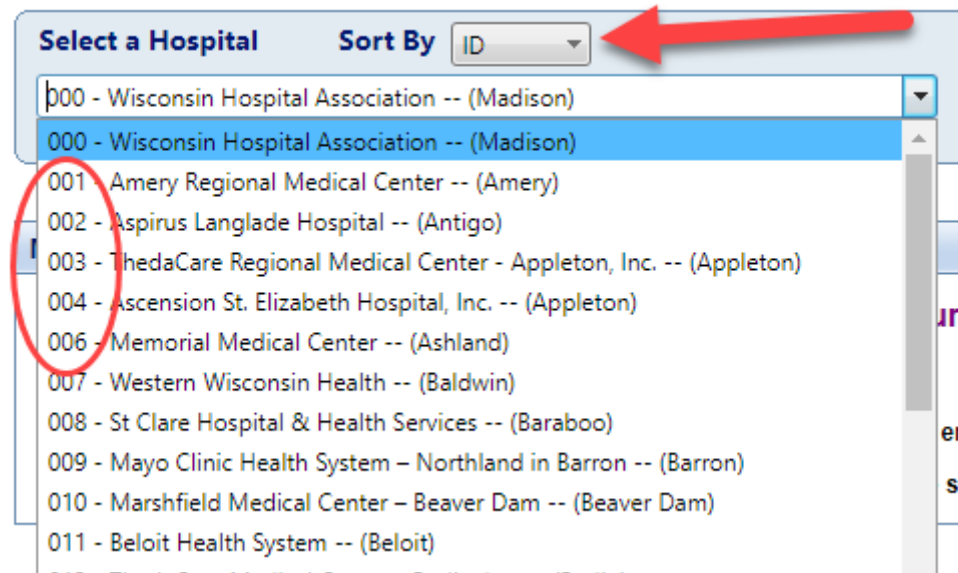 Select a Hospital Sort By ID
000 - Wisconsin Hospital Association -- (Madison)
000 - Wisconsin Hospital Association -- (Madison)
001 - Amery Regional Medical Center -- (Amery)
002 - Aspirus Langlade Hospital -- (Antigo)
003 - ThedaCare Regional Medical Center - Appleton, Inc. -- (Appleton)
004 - Ascension St. Elizabeth Hospital, Inc. -- (Appleton)
006 - Memorial Medical Center -- (Ashland)
007 - Western Wisconsin Health -- (Baldwin)
008 - St Clare Hospital & Health Services -- (Baraboo)
009 - Mayo Clinic Health System – Northland in Barron -- (Barron)
010 - Marshfield Medical Center – Beaver Dam -- (Beaver Dam)
011 - Beloit Health System -- (Beloit)